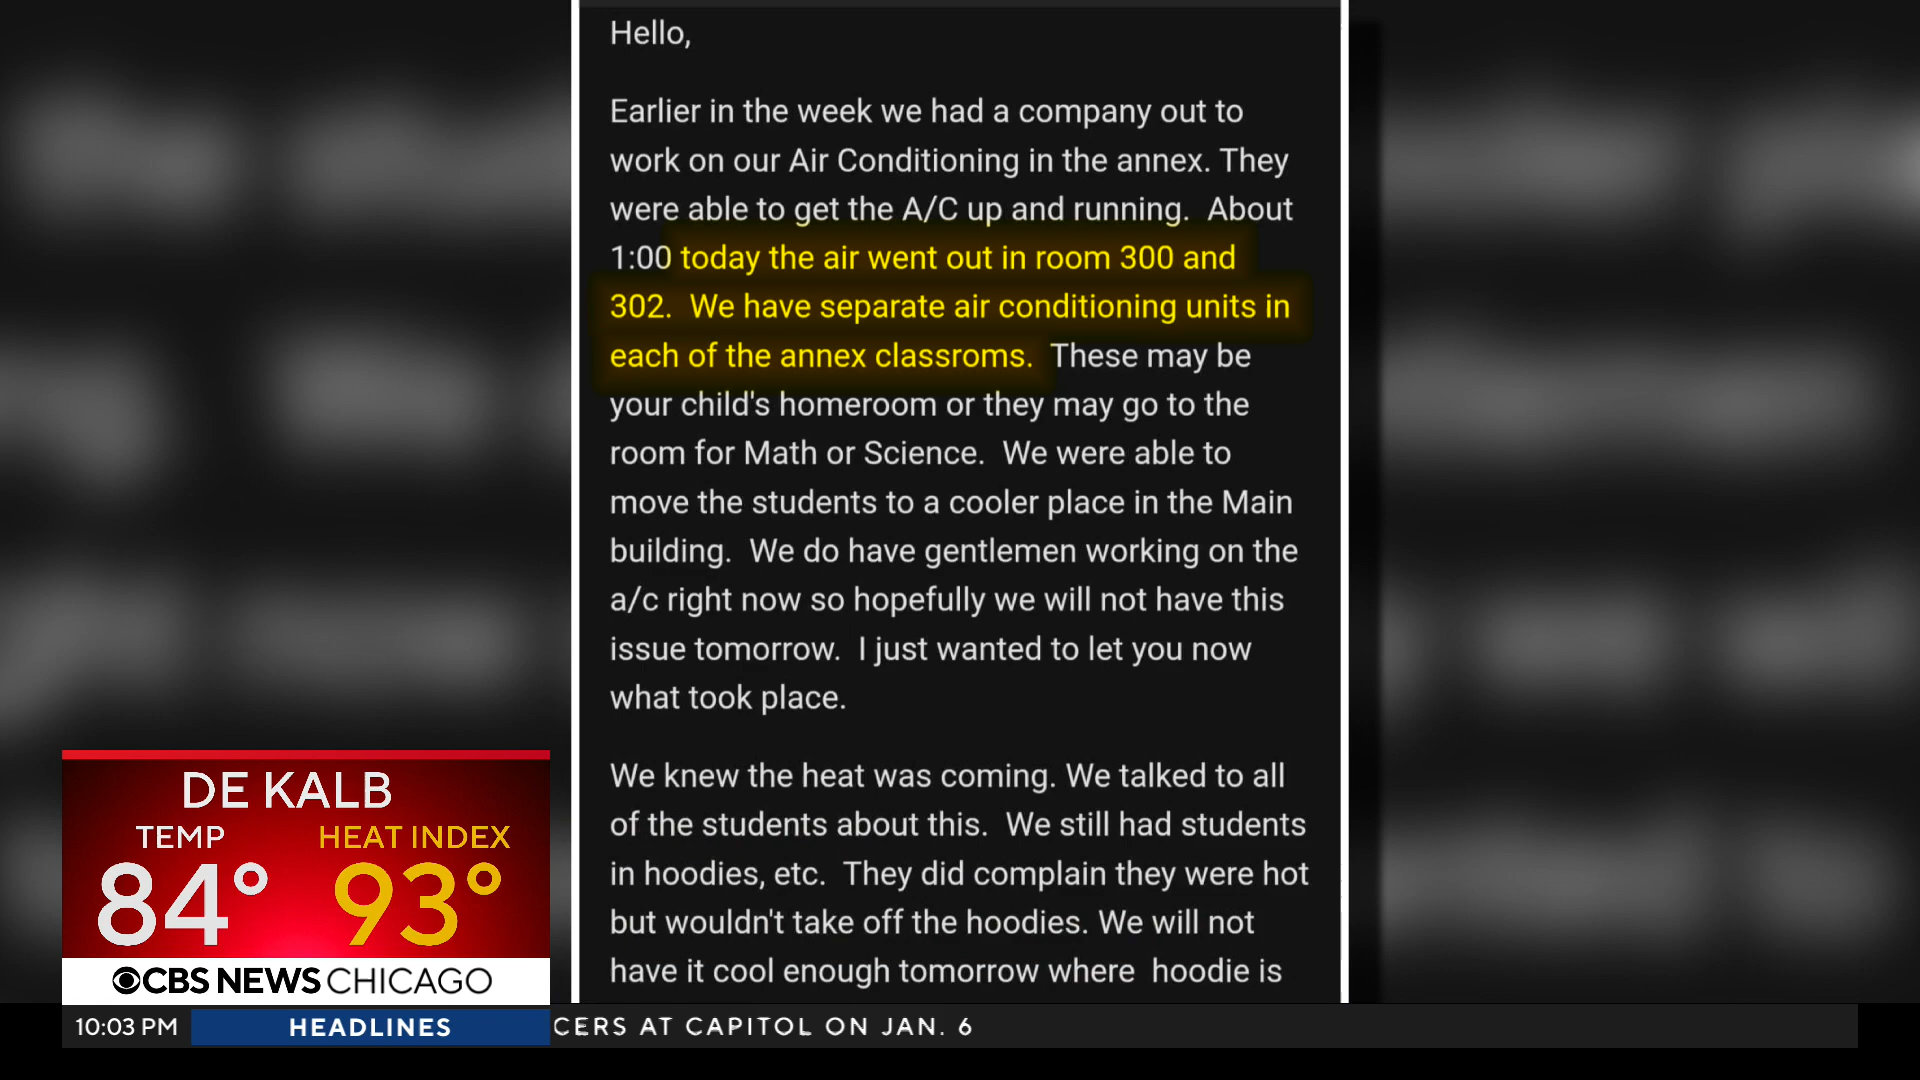 Hello,
Earlier in the week we had a company out to
work on our Air Conditioning in the annex. They
were able to get the A/C up and running.  About
1:00 today the air went out in room 300 and
302.  We have separate air conditioning units in
each of the annex classroms.  These may be
your child's homeroom or they may go to the
room for Math or Science.  We were able to
move the students to a cooler place in the Main
building.  We do have gentlemen working on the
a/c right now so hopefully we will not have this
issue tomorrow.  I just wanted to let you now
what took place.
We knew the heat was coming. We talked to all
of the students about this.  We still had students
in hoodies, etc.  They did complain they were hot
but wouldn't take off the hoodies. We will not
have it cool enough tomorrow where  hoodie is
DE KALB
TEMP HEAT INDEX
84° 93°
CBS NEWS CHICAGO
10:03 PM HEADLINES CERS AT CAPITOL ON JAN. 6